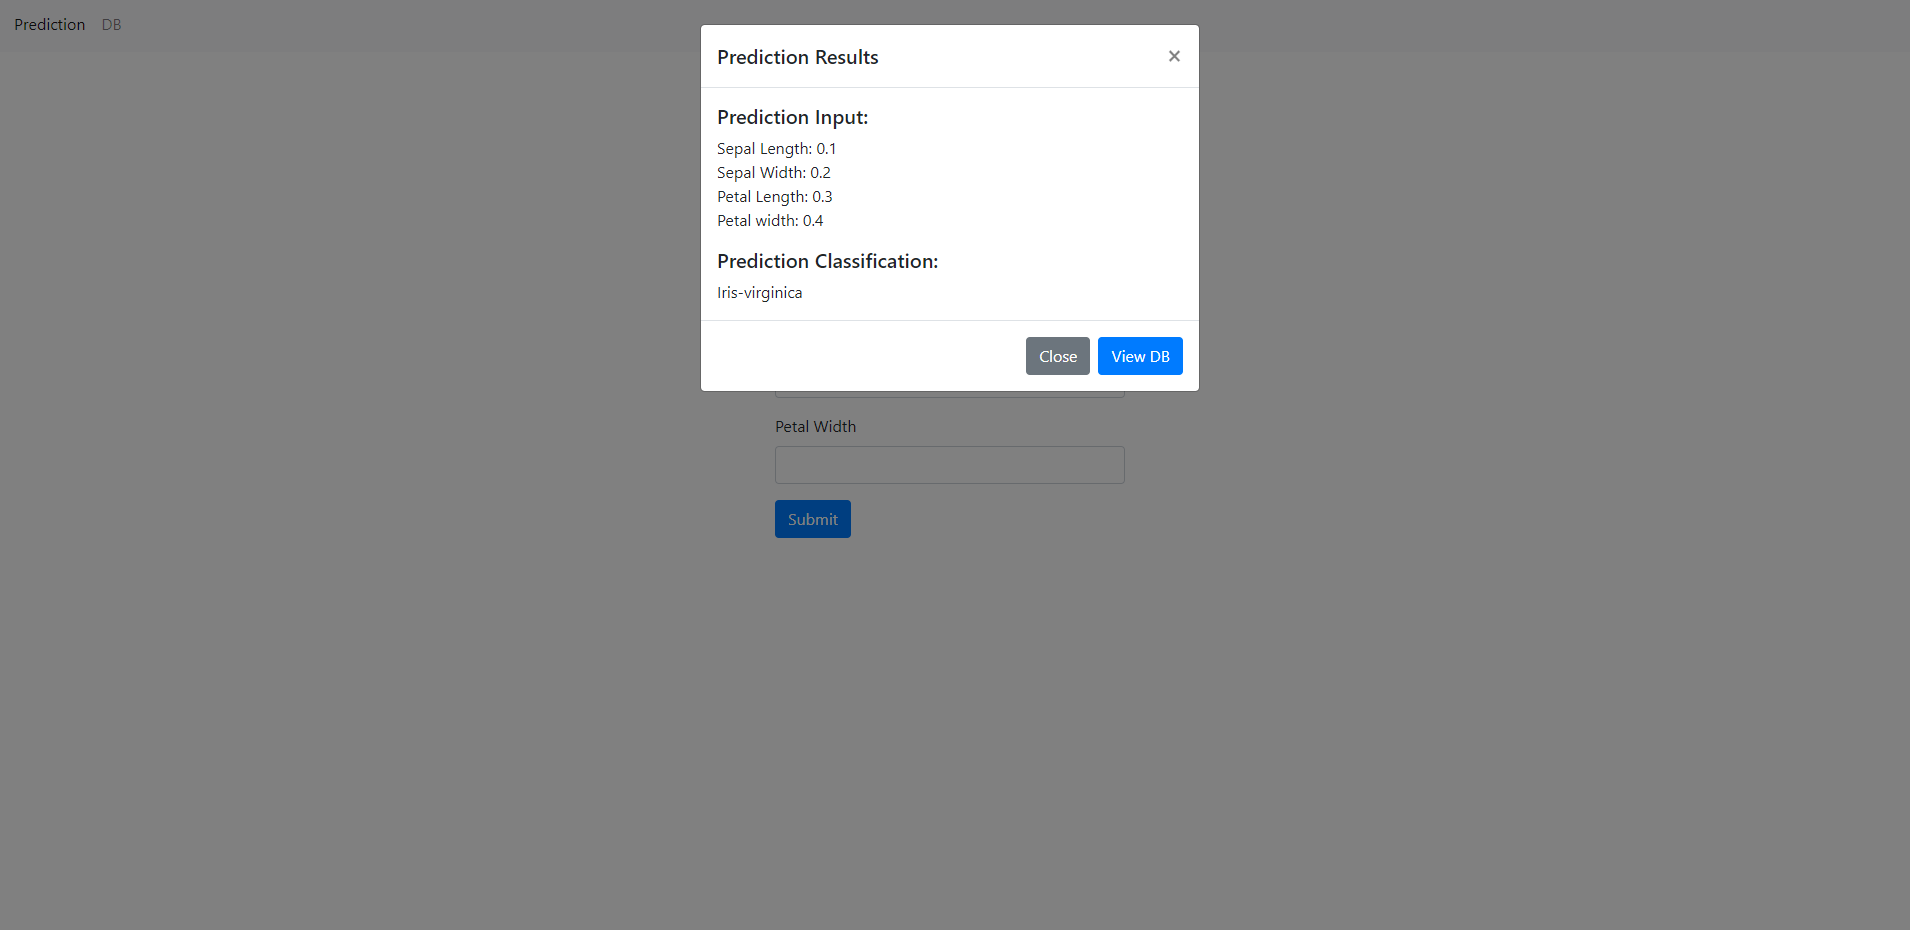 Prediction DB
Prediction Results ×
Prediction Input:
Sepal Length: 0.1
Sepal Width: 0.2
Petal Length: 0.3
Petal width: 0.4
Prediction Classification:
Iris-virginica
Close View DB
Petal Width
Submit